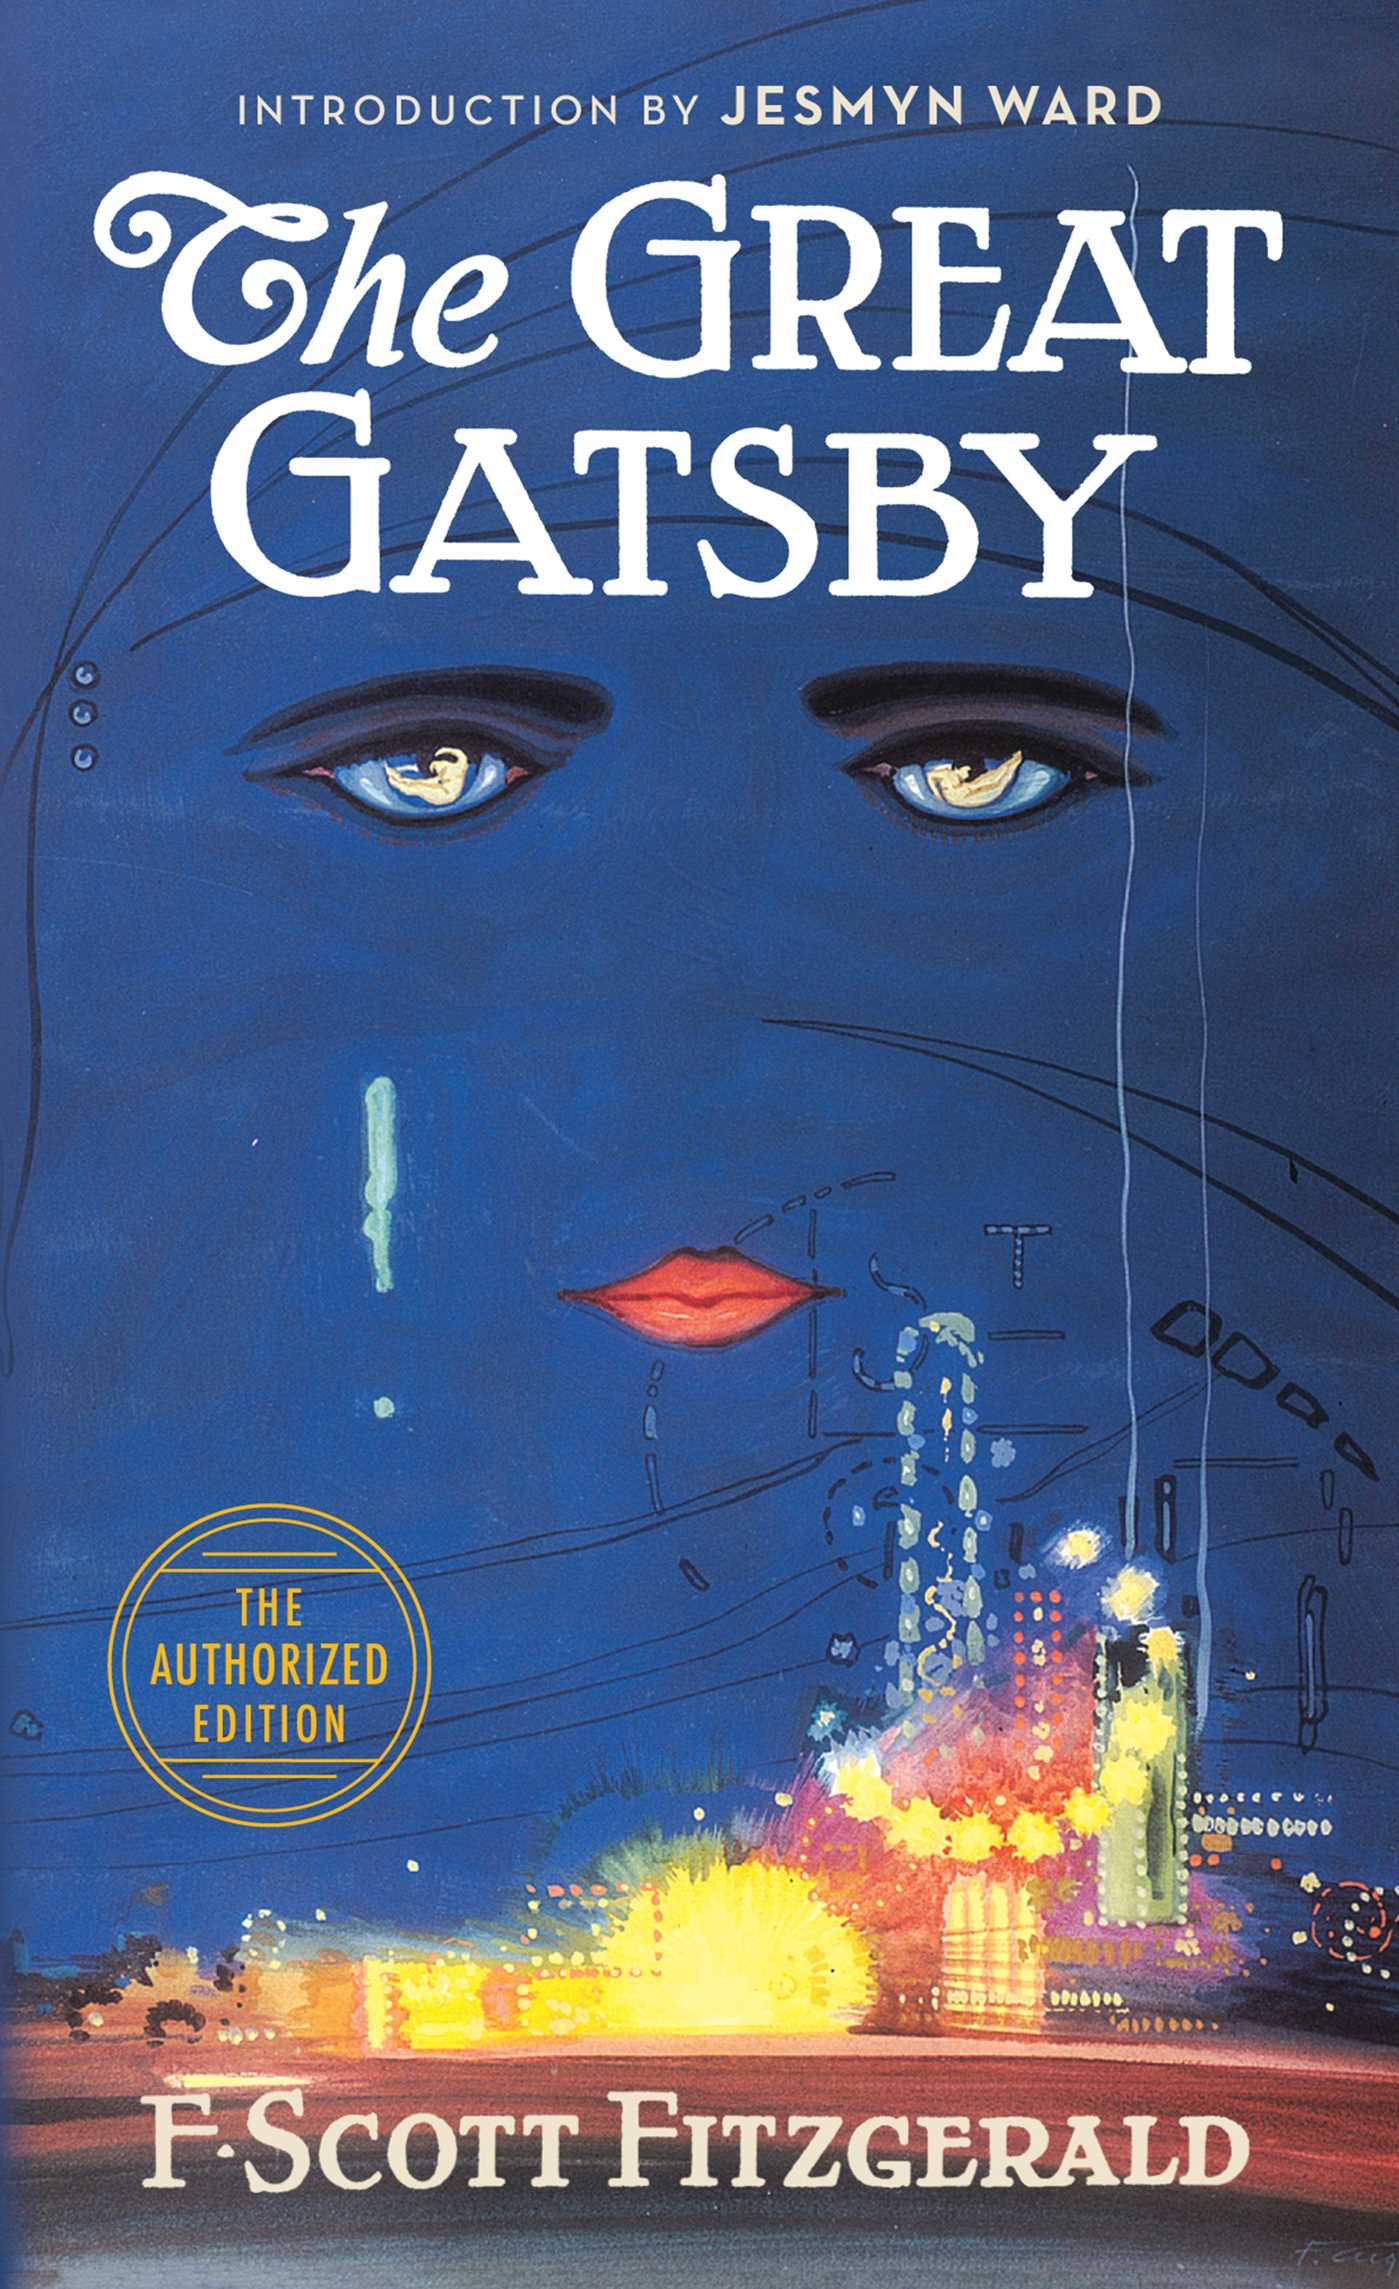 INTRODUCTION BY JESMYN WARD
The GREAT
GATSBY
THE
AUTHORIZED
EDITION
F. SCOTT FITZGERALD